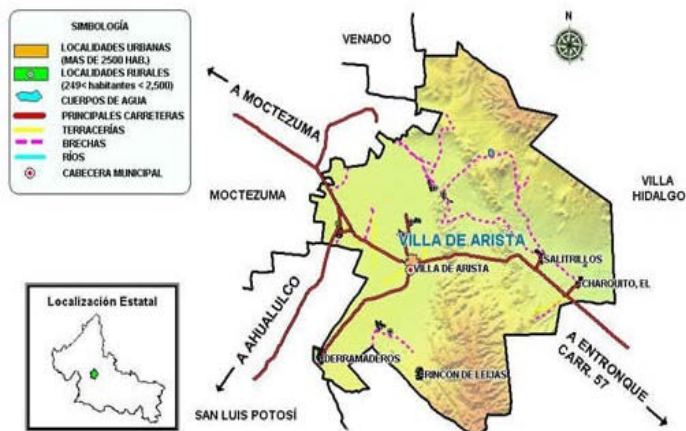 SIMBOLOGÍA
LOCALIDADES URBANAS
(MAS DE 2500 HAB.)
LOCALIDADES RURALES
(249< habitantes < 2,500)
CUERPOS DE AGUA
PRINCIPALES CARRETERAS
TERRACERÍAS
BRECHAS
RÍOS
CABECERA MUNICIPAL
VENADO
N
A MOCTEZUMA
MOCTEZUMA
VILLA
HIDALGO
VILLA DE ARISTA
VILLA DE ARISTA
SALITRILLOS
CHARQUITO, EL
A AHUALULCO
DERRAMADEROS
RINCON DE LEIJAS
A ENTRONQUE
CARR. 57
Localización Estatal
SAN LUIS POTOSÍ